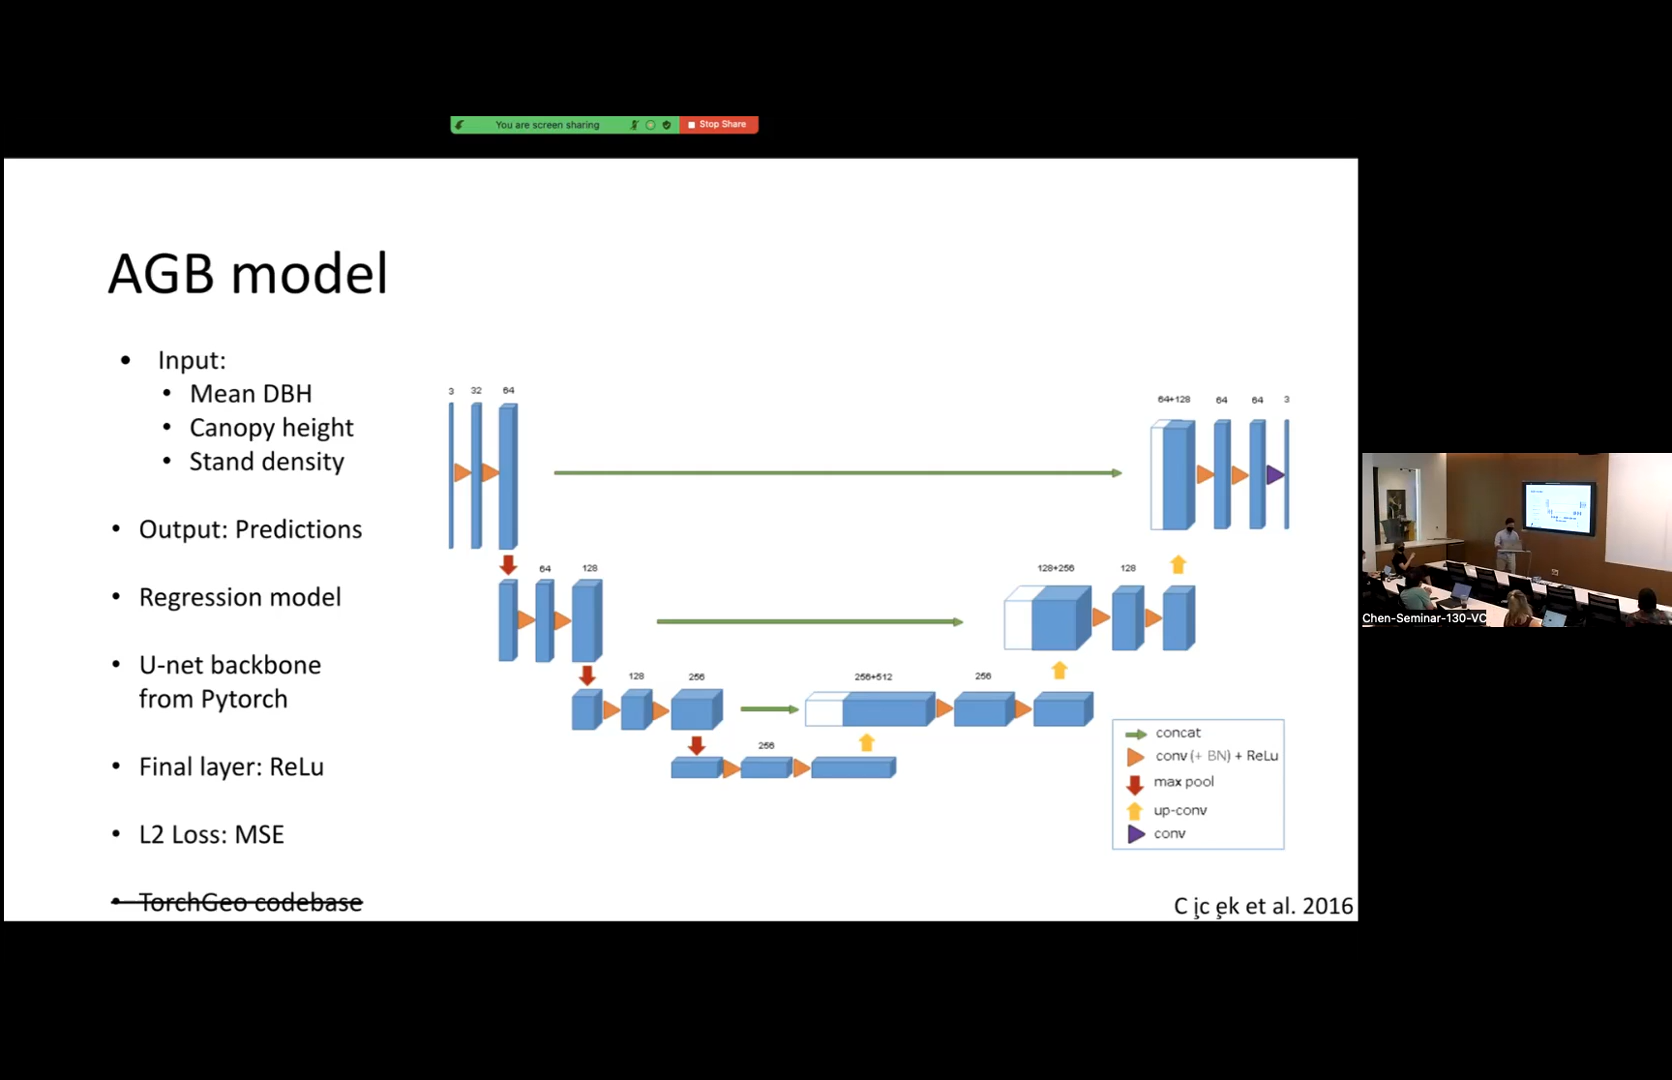 You are screen sharing
Stop Share
AGB model
• Input:
• Mean DBH
• Canopy height
• Stand density
• Output: Predictions
• Regression model
• U-net backbone
from Pytorch
• Final layer: ReLu
• L2 Loss: MSE
• TorchGeo codebase
3 32 64
64+128 64 64 3
64 128
128+256 128
128 256
256+512 256
256
concat
conv (+ BN) + ReLu
max pool
up-conv
conv
C ̧ic ̧ek et al. 2016
Chen-Seminar-130-VC